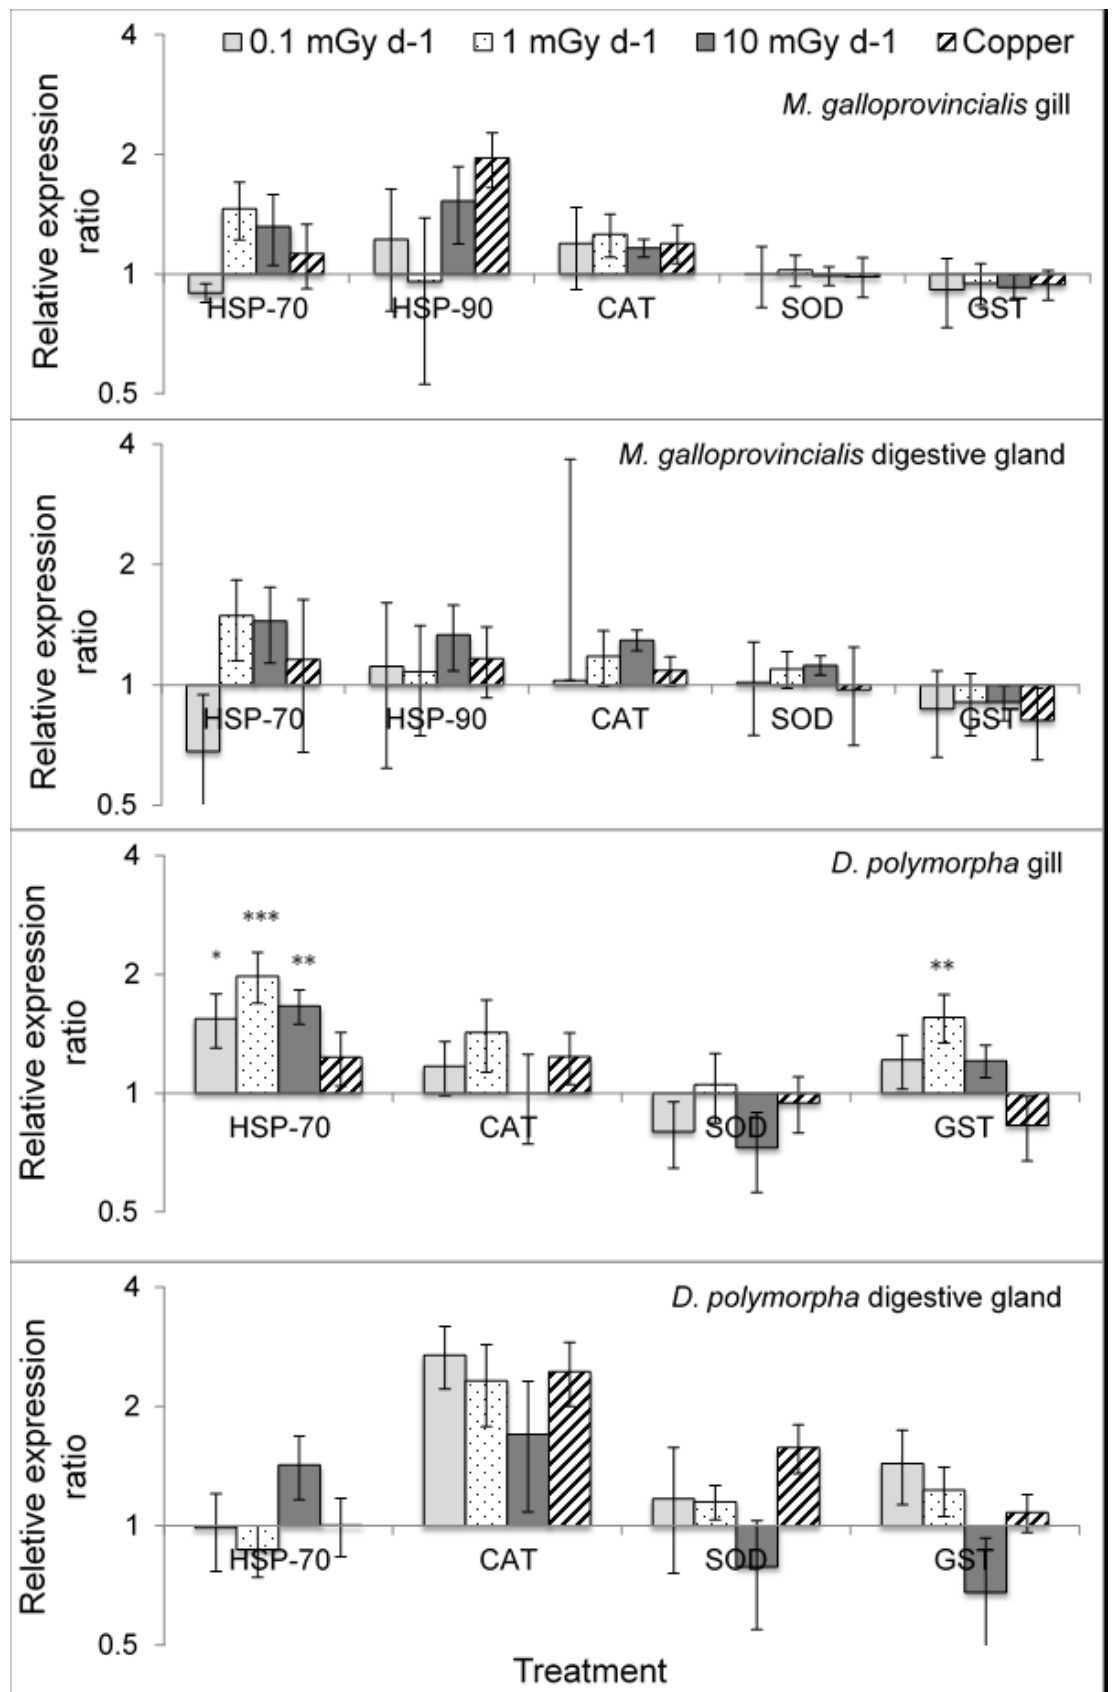 4
0.1 mGy d-1 1 mGy d-1 10 mGy d-1 Copper
M. galloprovincialis gill
2
1
0.5
HSP-70 HSP-90 CAT SOD GST
Relative expression
ratio
4
M. galloprovincialis digestive gland
2
1
0.5
HSP-70 HSP-90 CAT SOD GST
Relative expression
ratio
4
D. polymorpha gill
* *** ** **
2
1
0.5
HSP-70 CAT SOD GST
Relative expression
ratio
4
D. polymorpha digestive gland
2
1
0.5
HSP-70 CAT SOD GST
Reletive expression
ratio
Treatment